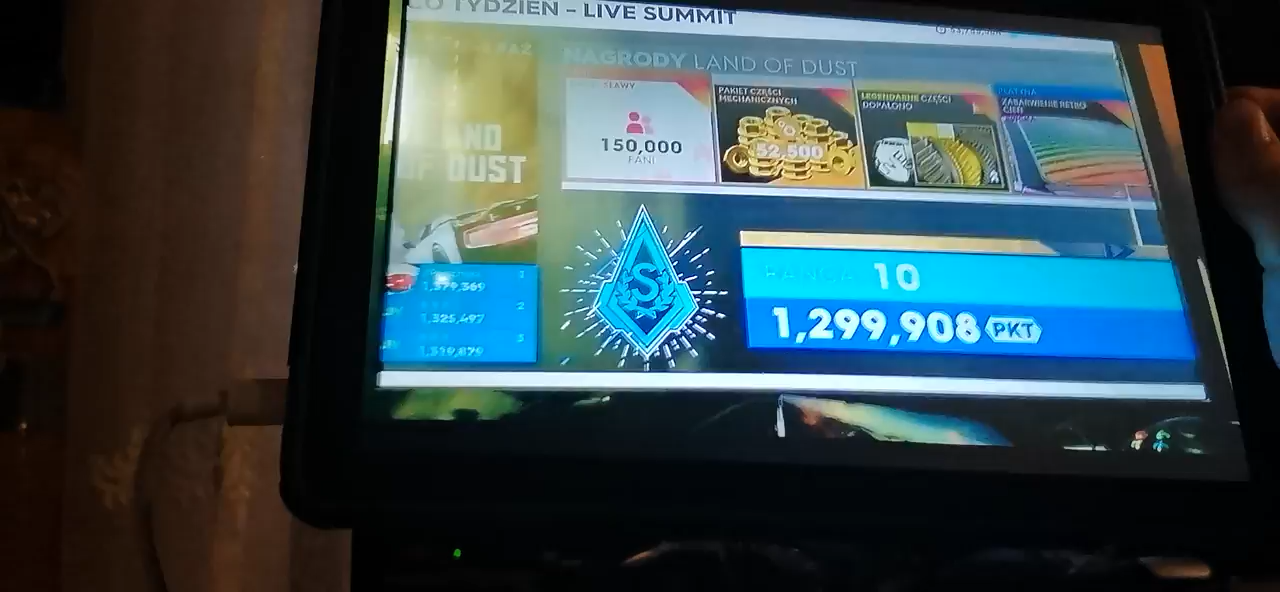 CO TYDZIEŃ – LIVE SUMMIT
NAGRODY LAND OF DUST
SŁAWY
150,000
FANI
PAKIET CZĘŚCI
MECHANICZNYCH
52,500
LEGENDARNE CZĘŚCI
DOPALONO
PLATYNA
ZABARWIENIE RETRO
OF DUST
1
1,379,369
2
1,325,497
3
1,319,879
RANGA 10
1,299,908 PKT
S